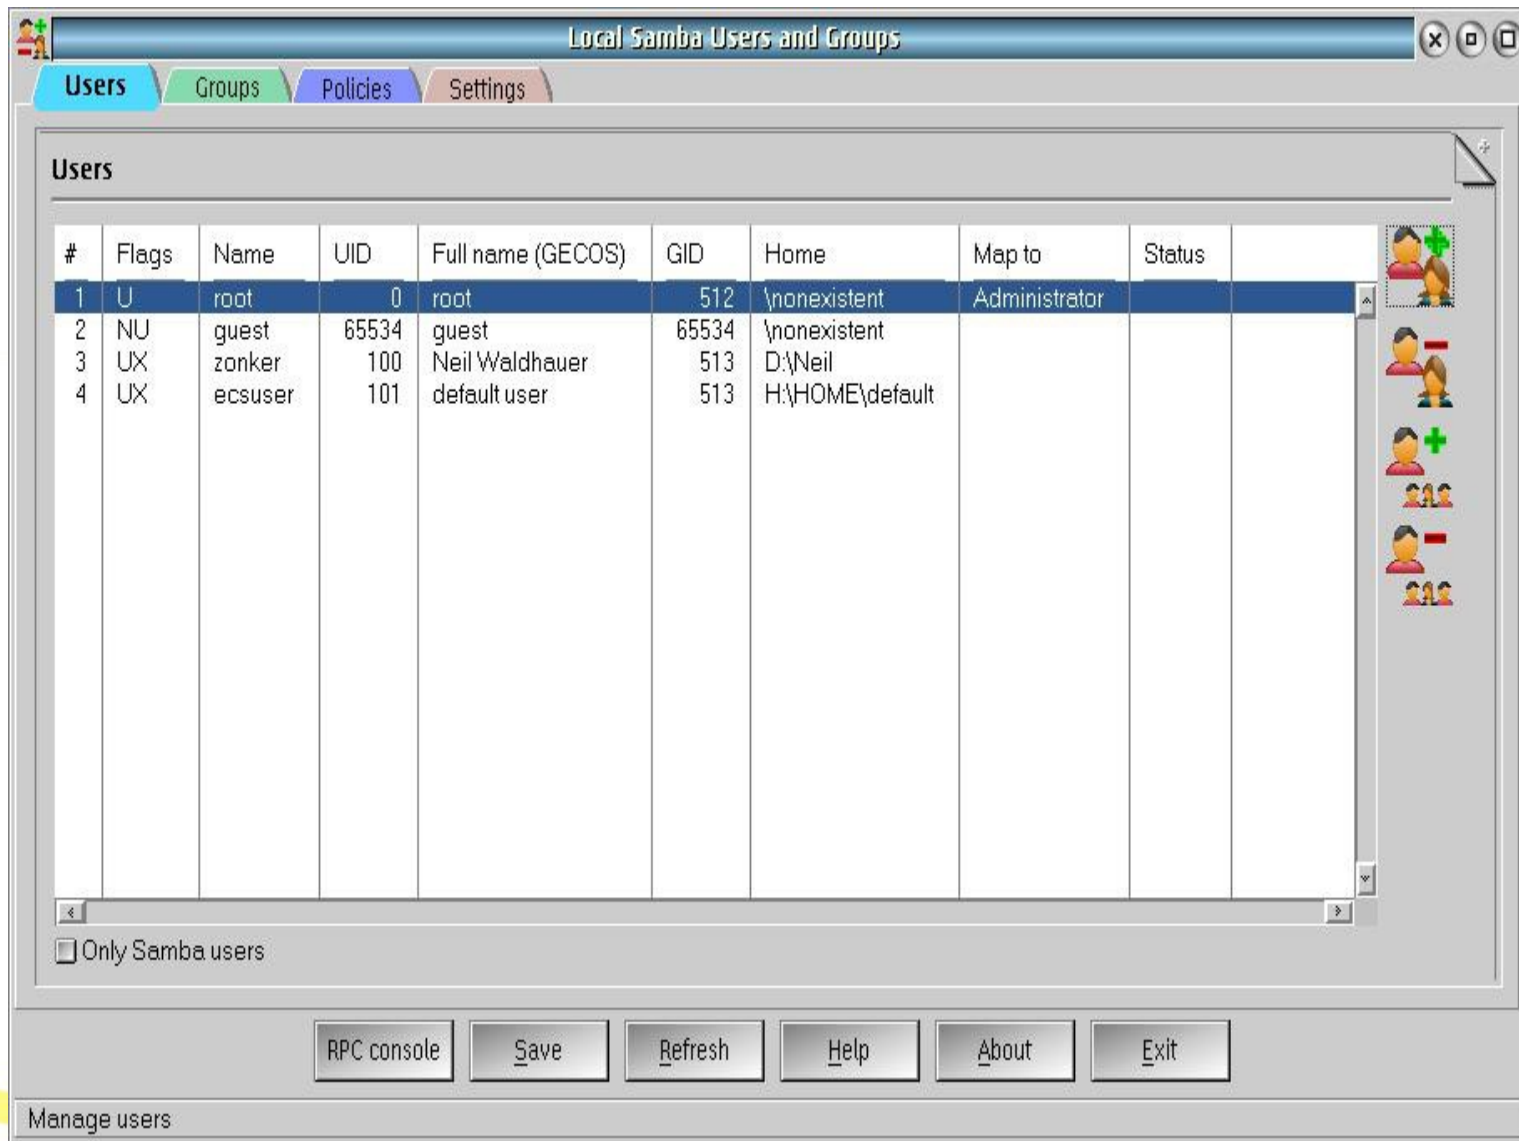 Local Samba Users and Groups
Users Groups Policies Settings
Users
# Flags Name UID Full name (GECOS) GID Home Map to Status
1 U root 0 root 512 \nonexistent Administrator
2 NU guest 65534 guest 65534 \nonexistent
3 UX zonker 100 Neil Waldhauer 513 D:\Neil
4 UX ecsuser 101 default user 513 H:\HOME\default
Only Samba users
RPC console Save Refresh Help About Exit
Manage users